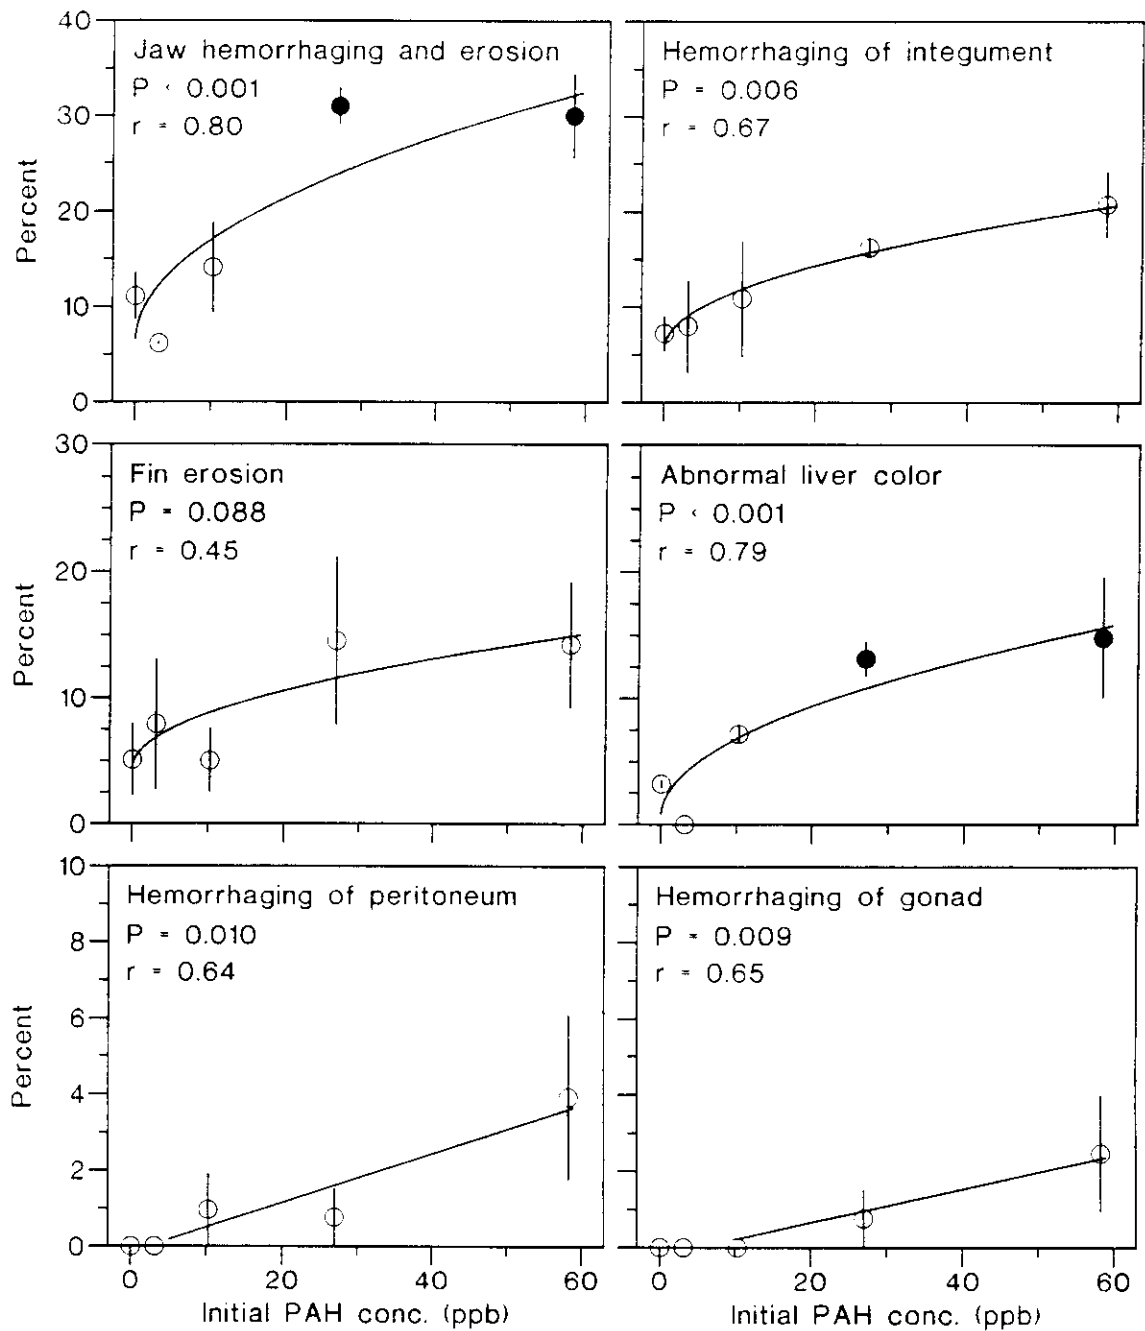 40
30
20
10
0
Percent
Jaw hemorrhaging and erosion
P < 0.001
r = 0.80
Hemorrhaging of integument
P = 0.006
r = 0.67
30
20
10
0
Percent
Fin erosion
P = 0.088
r = 0.45
Abnormal liver color
P < 0.001
r = 0.79
10
8
6
4
2
0
Percent
Hemorrhaging of peritoneum
P = 0.010
r = 0.64
Hemorrhaging of gonad
P = 0.009
r = 0.65
0 20 40 60
Initial PAH conc. (ppb)
0 20 40 60
Initial PAH conc. (ppb)